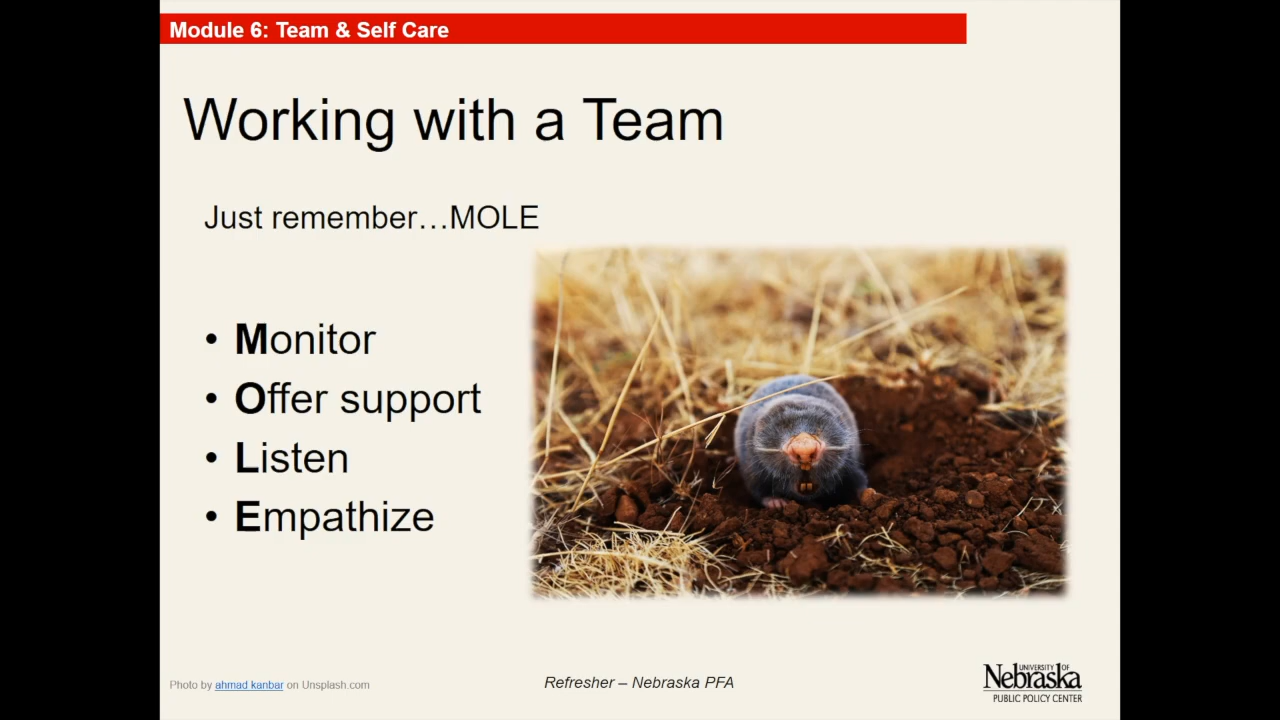 Module 6: Team & Self Care
Working with a Team
Just remember…MOLE
• Monitor
• Offer support
• Listen
• Empathize
Photo by ahmad kanbar on Unsplash.com
Refresher – Nebraska PFA
UNIVERSITY OF
Nebraska
PUBLIC POLICY CENTER